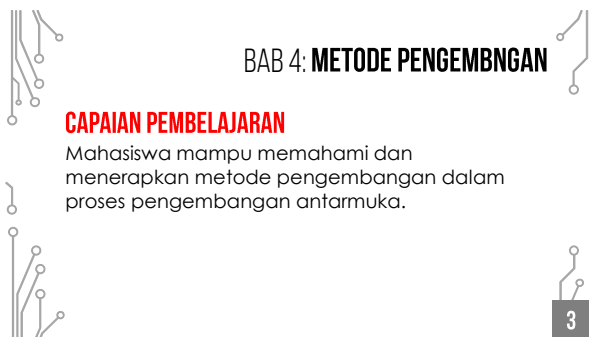 BAB 4: METODE PENGEMBNGAN
CAPAIAN PEMBELAJARAN
Mahasiswa mampu memahami dan
menerapkan metode pengembangan dalam
proses pengembangan antarmuka.
3